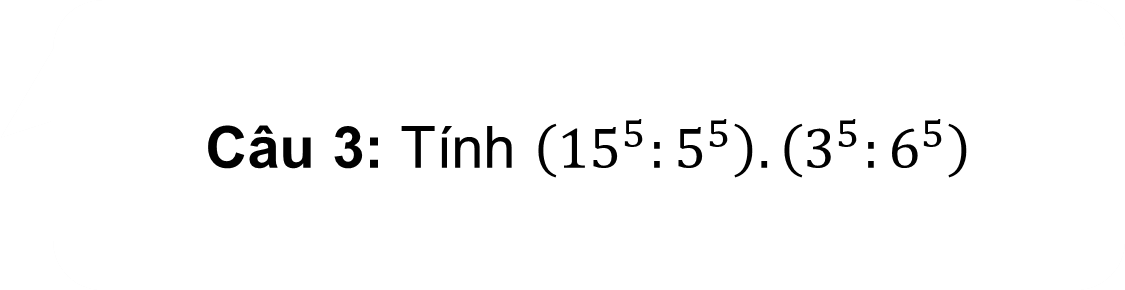 Câu 3: Tính (15⁵: 5⁵). (3⁵: 6⁵)